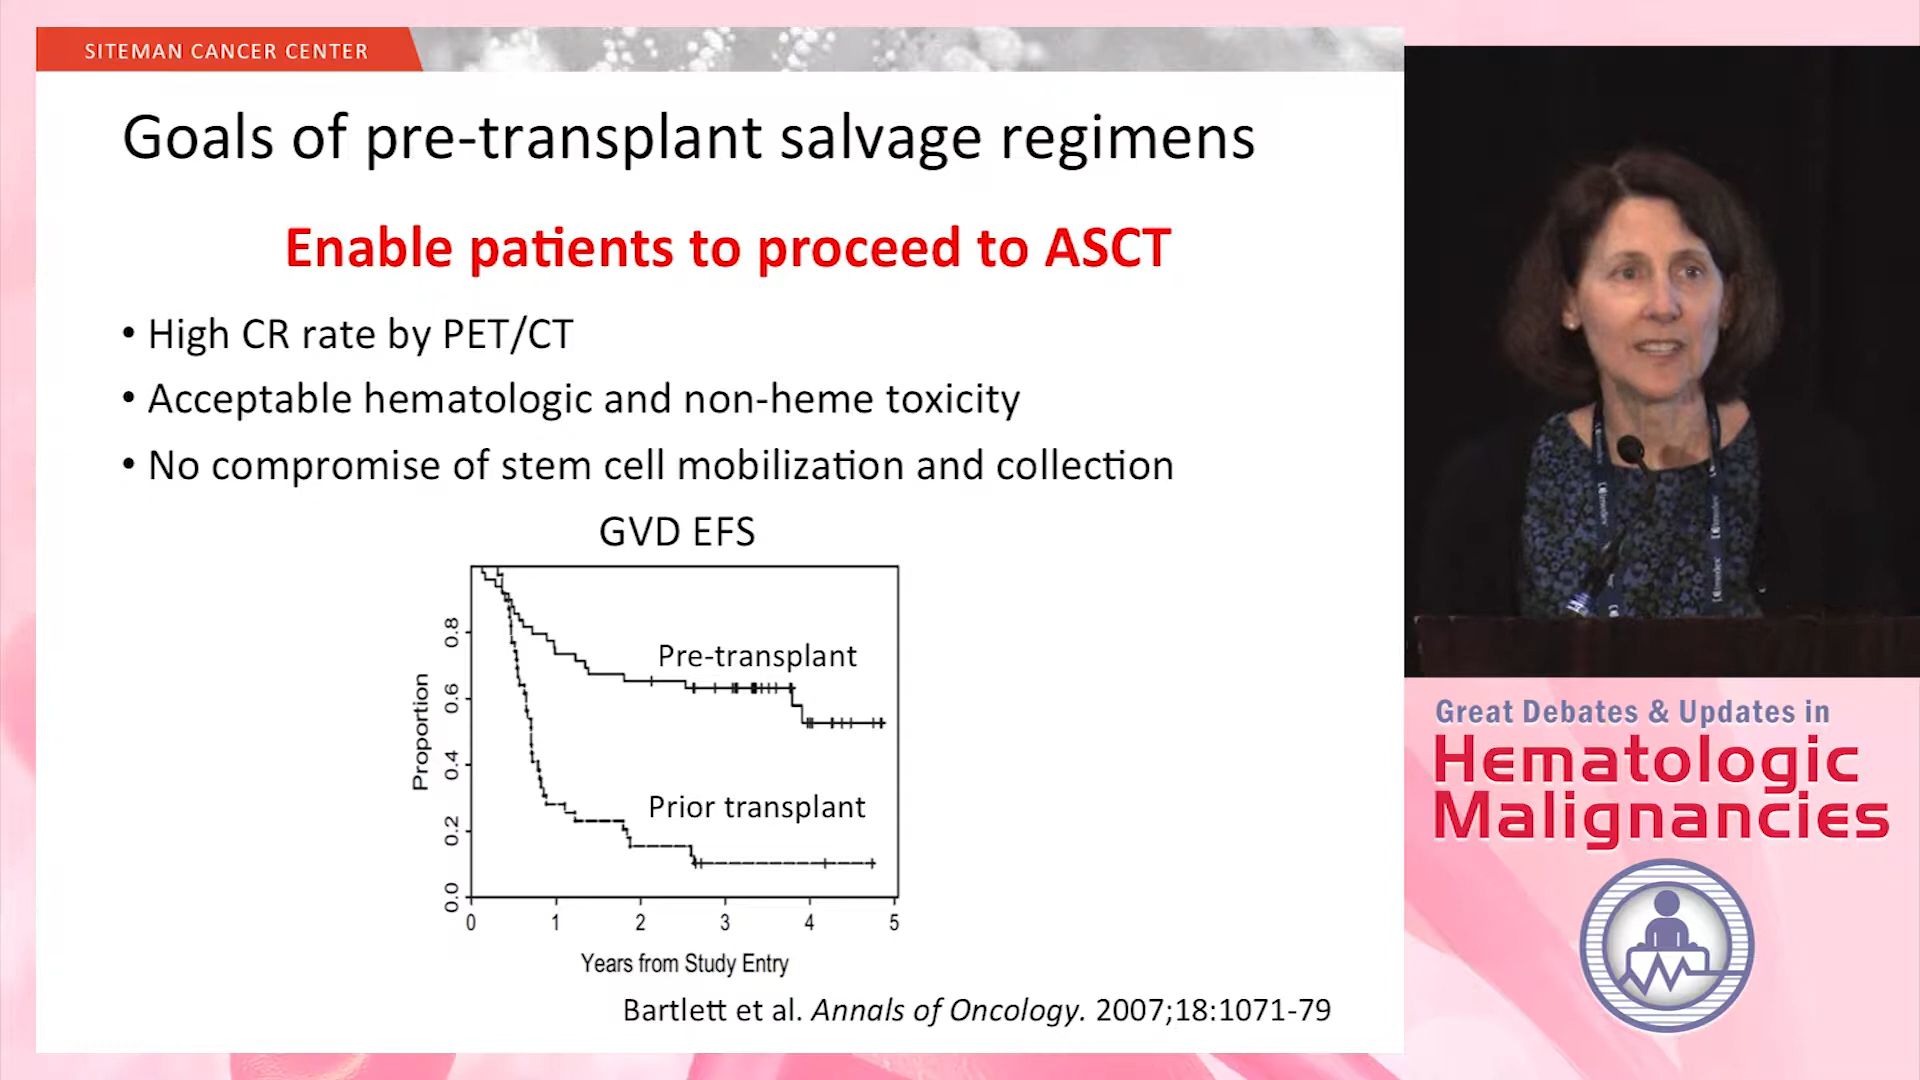 SITEMAN CANCER CENTER
Goals of pre-transplant salvage regimens
Enable patients to proceed to ASCT
• High CR rate by PET/CT
• Acceptable hematologic and non-heme toxicity
• No compromise of stem cell mobilization and collection
GVD EFS
Pre-transplant
Prior transplant
Proportion
0.8
0.6
0.4
0.2
0.0
0 1 2 3 4 5
Years from Study Entry
Bartlett et al. Annals of Oncology. 2007;18:1071-79
Great Debates & Updates in
Hematologic
Malignancies